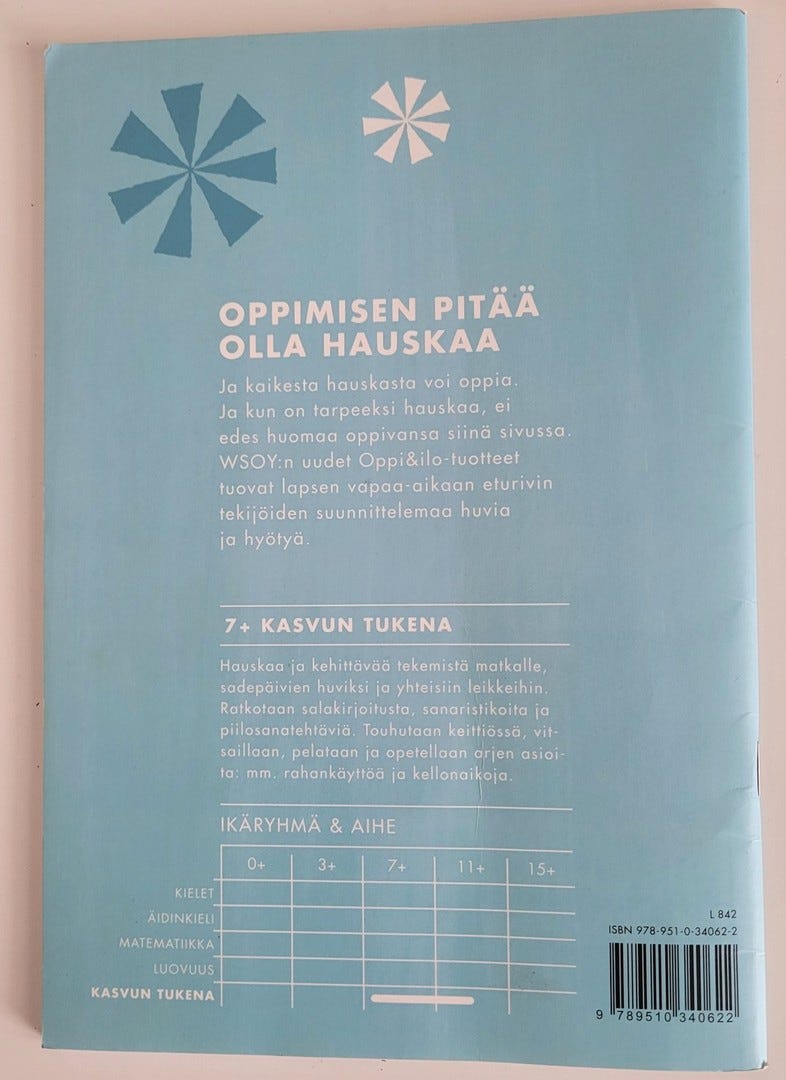 OPPIMISEN PITÄÄ
OLLA HAUSKAA
Ja kaikesta hauskasta voi oppia.
Ja kun on tarpeeksi hauskaa, ei
edes huomaa oppivansa siinä sivussa.
WSOY:n uudet Oppi&ilo-tuotteet
tuovat lapsen vapaa-aikaan eturivin
tekijöiden suunnittelemaa huvia
ja hyötyä.
7+ KASVUN TUKENA
Hauskaa ja kehittävää tekemistä matkalle,
sadepäivien huviksi ja yhteisiin leikkeihin.
Ratkotaan salakirjoitusta, sanaristikoita ja
piilosanatehtäviä. Touhutaan keittiössä, vit-
saillaan, pelataan ja opetellaan arjen asioi-
ta: mm. rahankäyttöä ja kellonaikoja.
IKÄRYHMÄ & AIHE
0+ 3+ 7+ 11+ 15+
KIELET
ÄIDINKIELI
MATEMATIIKKA
LUOVUUS
KASVUN TUKENA
L 842
ISBN 978-951-0-34062-2
9 789510 340622